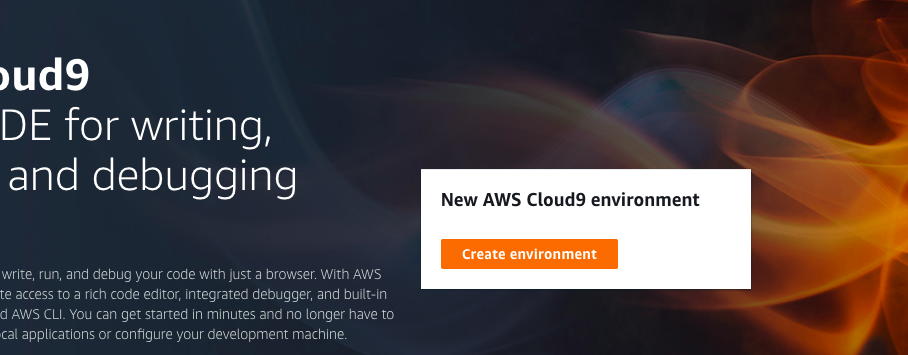 oud9
DE for writing,
and debugging
New AWS Cloud9 environment
Create environment
write, run, and debug your code with just a browser. With AWS
te access to a rich code editor, integrated debugger, and built-in
d AWS CLI. You can get started in minutes and no longer have to
ocal applications or configure your development machine.